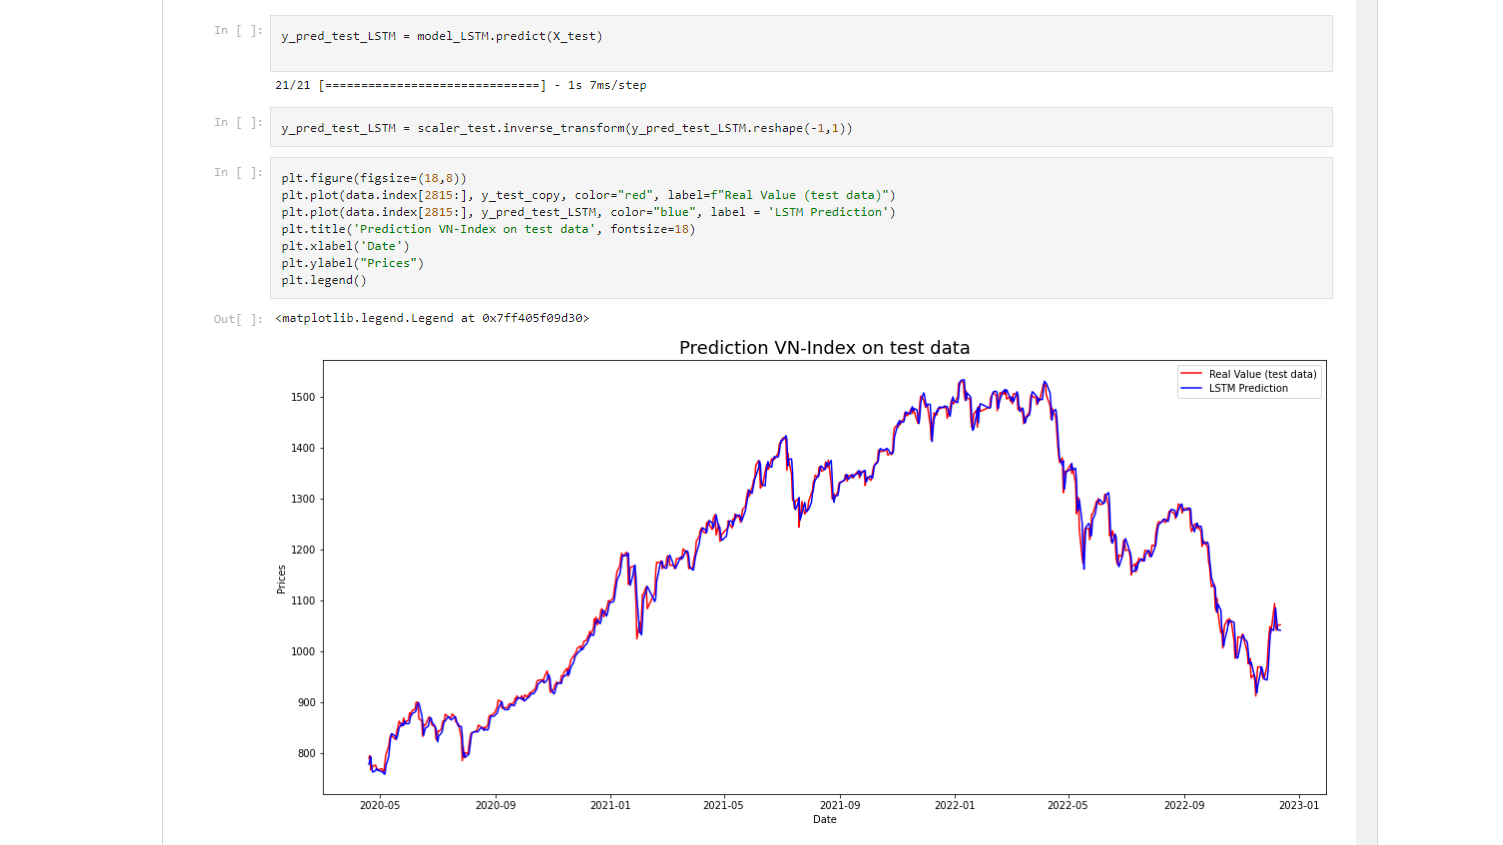 In [ ]:
y_pred_test_LSTM = model_LSTM.predict(X_test)
21/21 [==============================] - 1s 7ms/step
In [ ]:
y_pred_test_LSTM = scaler_test.inverse_transform(y_pred_test_LSTM.reshape(-1,1))
In [ ]:
plt.figure(figsize=(18,8))
plt.plot(data.index[2815:], y_test_copy, color="red", label=f"Real Value (test data)")
plt.plot(data.index[2815:], y_pred_test_LSTM, color="blue", label = 'LSTM Prediction')
plt.title('Prediction VN-Index on test data', fontsize=18)
plt.xlabel('Date')
plt.ylabel("Prices")
plt.legend()
Out[ ]:
<matplotlib.legend.Legend at 0x7ff405f09d30>
Prediction VN-Index on test data
Real Value (test data)
LSTM Prediction
1500
1400
1300
1200
1100
1000
900
800
Prices
2020-05
2020-09
2021-01
2021-05
2021-09
2022-01
2022-05
2022-09
2023-01
Date